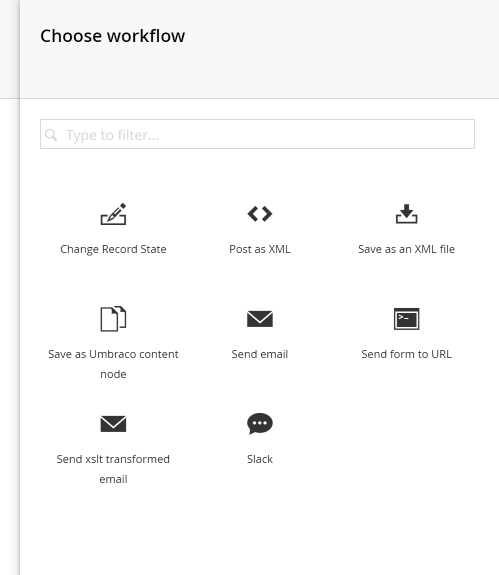 Choose workflow
Type to filter...
Change Record State
Post as XML
Save as an XML file
Save as Umbraco content
node
Send email
Send form to URL
Send xslt transformed
email
Slack